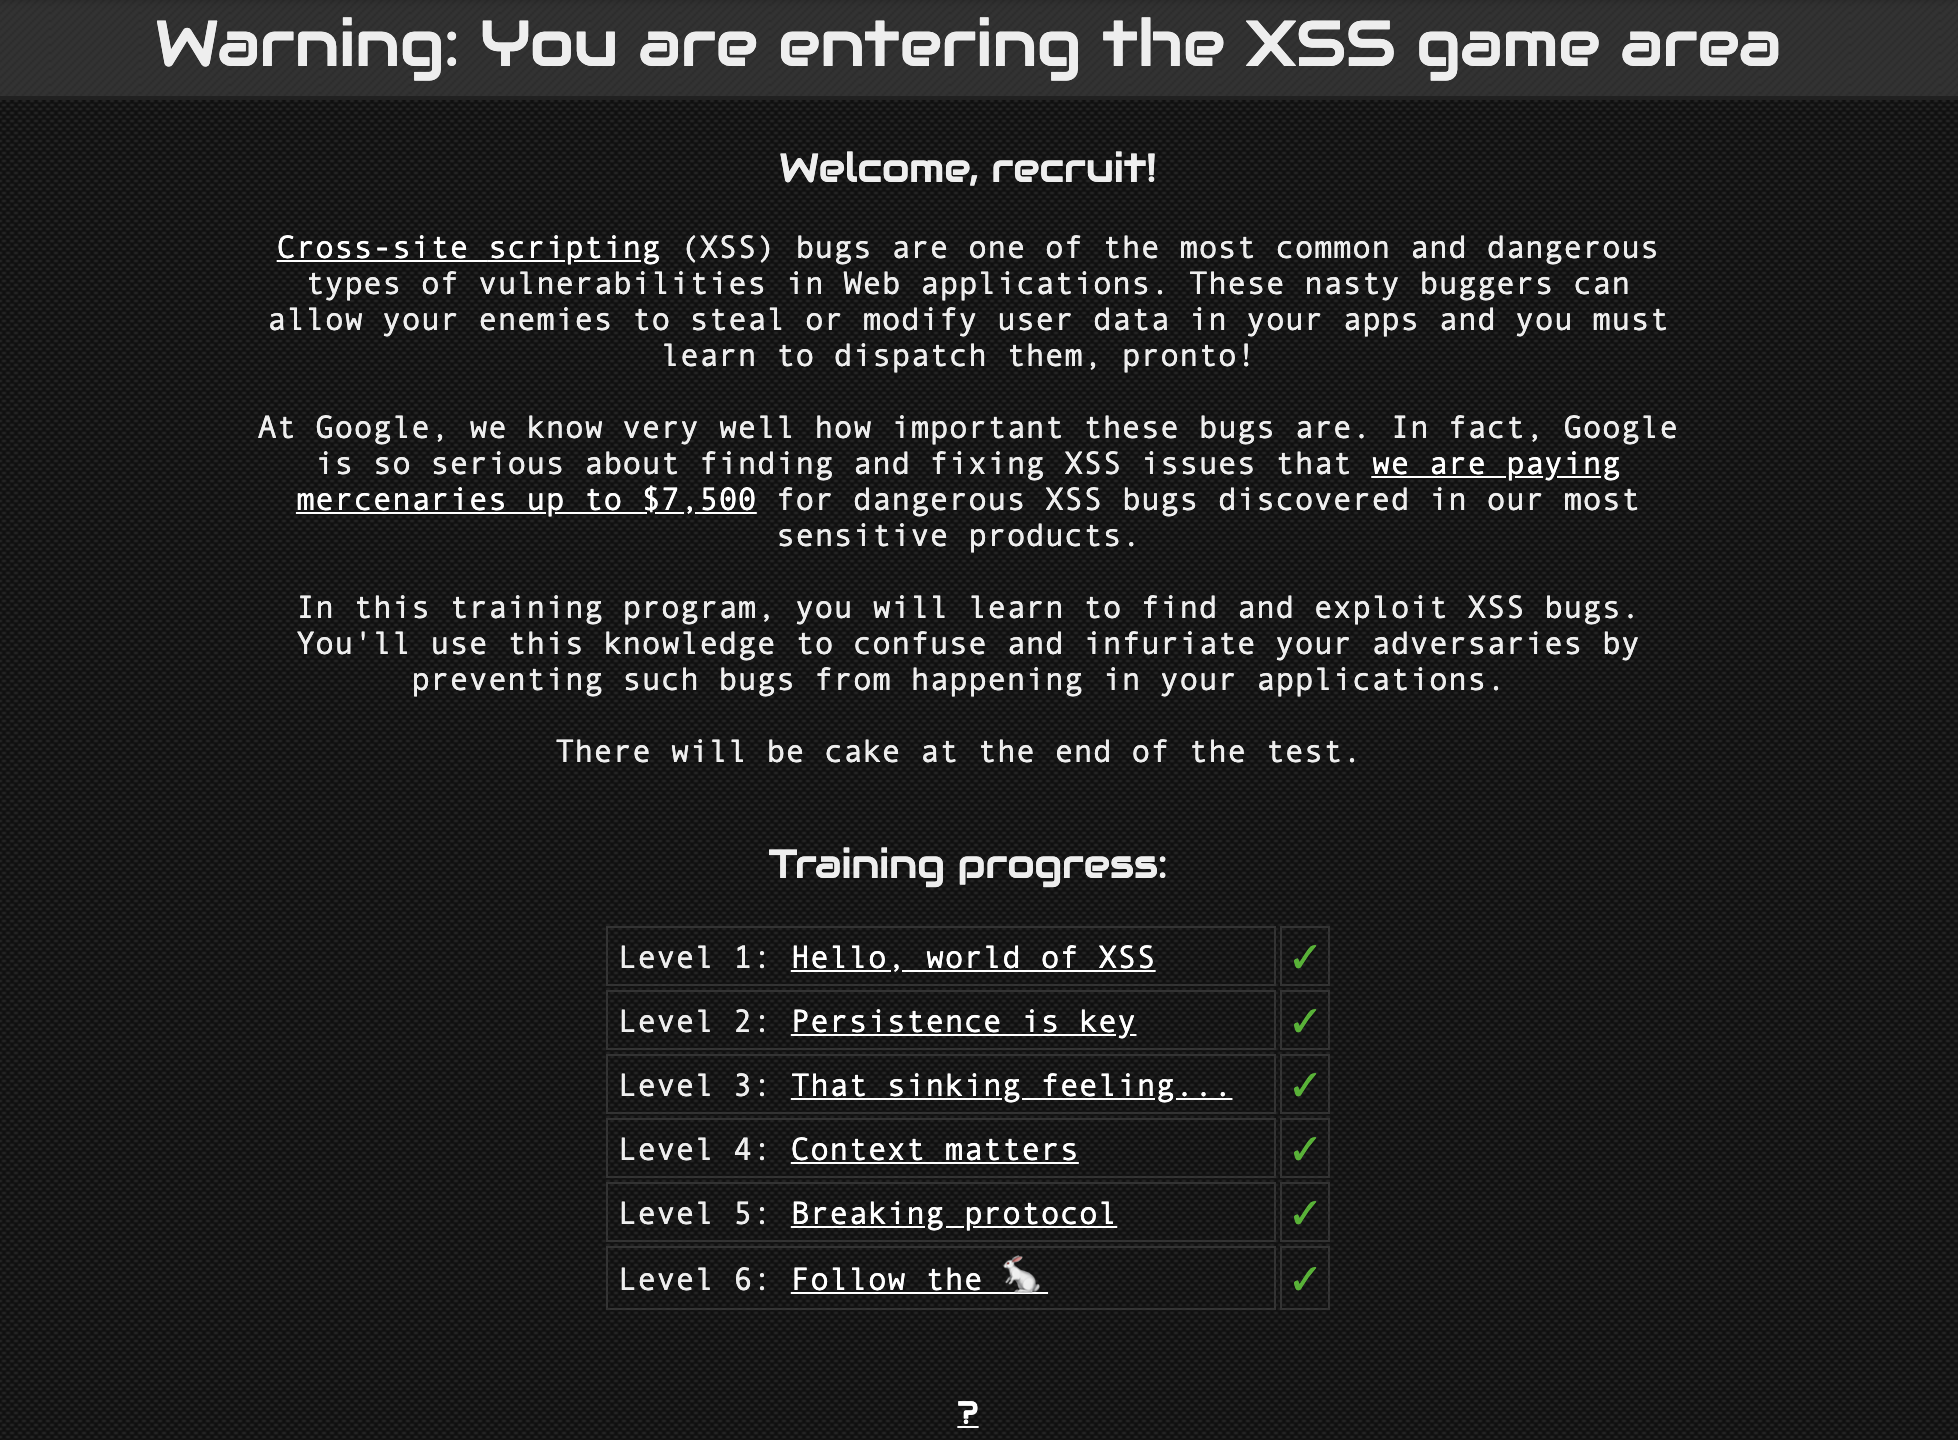 Warning: You are entering the XSS game area
Welcome, recruit!
Cross-site scripting (XSS) bugs are one of the most common and dangerous
types of vulnerabilities in Web applications. These nasty buggers can
allow your enemies to steal or modify user data in your apps and you must
learn to dispatch them, pronto!
At Google, we know very well how important these bugs are. In fact, Google
is so serious about finding and fixing XSS issues that we are paying
mercenaries up to $7,500 for dangerous XSS bugs discovered in our most
sensitive products.
In this training program, you will learn to find and exploit XSS bugs.
You'll use this knowledge to confuse and infuriate your adversaries by
preventing such bugs from happening in your applications.
There will be cake at the end of the test.
Training progress:
Level 1: Hello, world of XSS ✓
Level 2: Persistence is key ✓
Level 3: That sinking feeling... ✓
Level 4: Context matters ✓
Level 5: Breaking protocol ✓
Level 6: Follow the 🐇 ✓
?